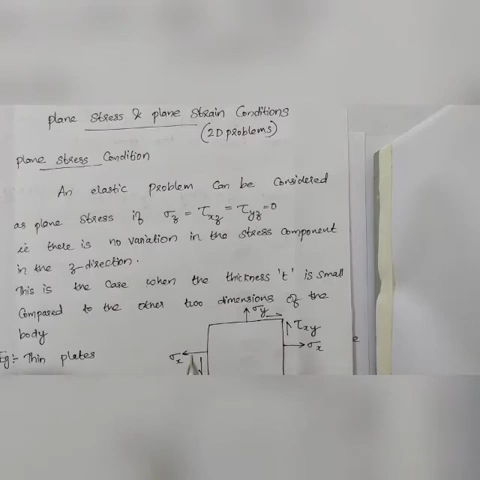 plane Stress & plane Strain Conditions
(2D problems)
plane Stress Condition
An elastic problem can be considered
as plane stress if σz = τxz = τyz = 0
i.e there is no variation in the stress component
in the z-direction.
This is the case when the thickness 't' is small
compared to the other two dimensions of the
body
Eg:- Thin plates
σy
τxy
σx
σx
e